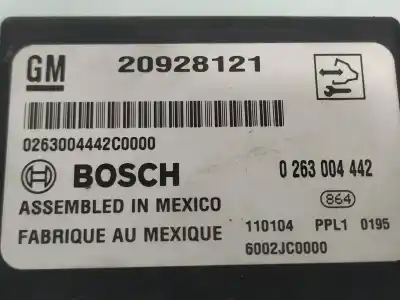 GM 20928121
0263004442C0000
BOSCH 0 263 004 442
ASSEMBLED IN MEXICO 864
FABRIQUE AU MEXIQUE 110104 PPL1 0195
6002JC0000